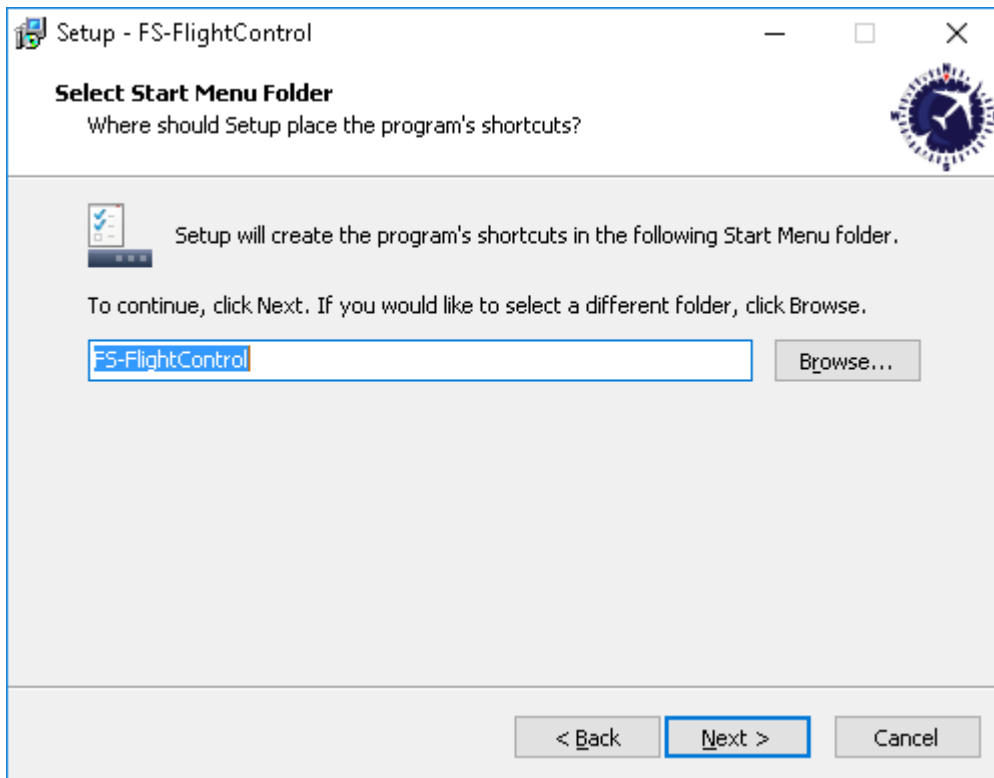 Setup - FS-FlightControl
Select Start Menu Folder
Where should Setup place the program's shortcuts?
N
W
S
Setup will create the program's shortcuts in the following Start Menu folder.
To continue, click Next. If you would like to select a different folder, click Browse.
FS-FlightControl
Browse...
< Back
Next >
Cancel